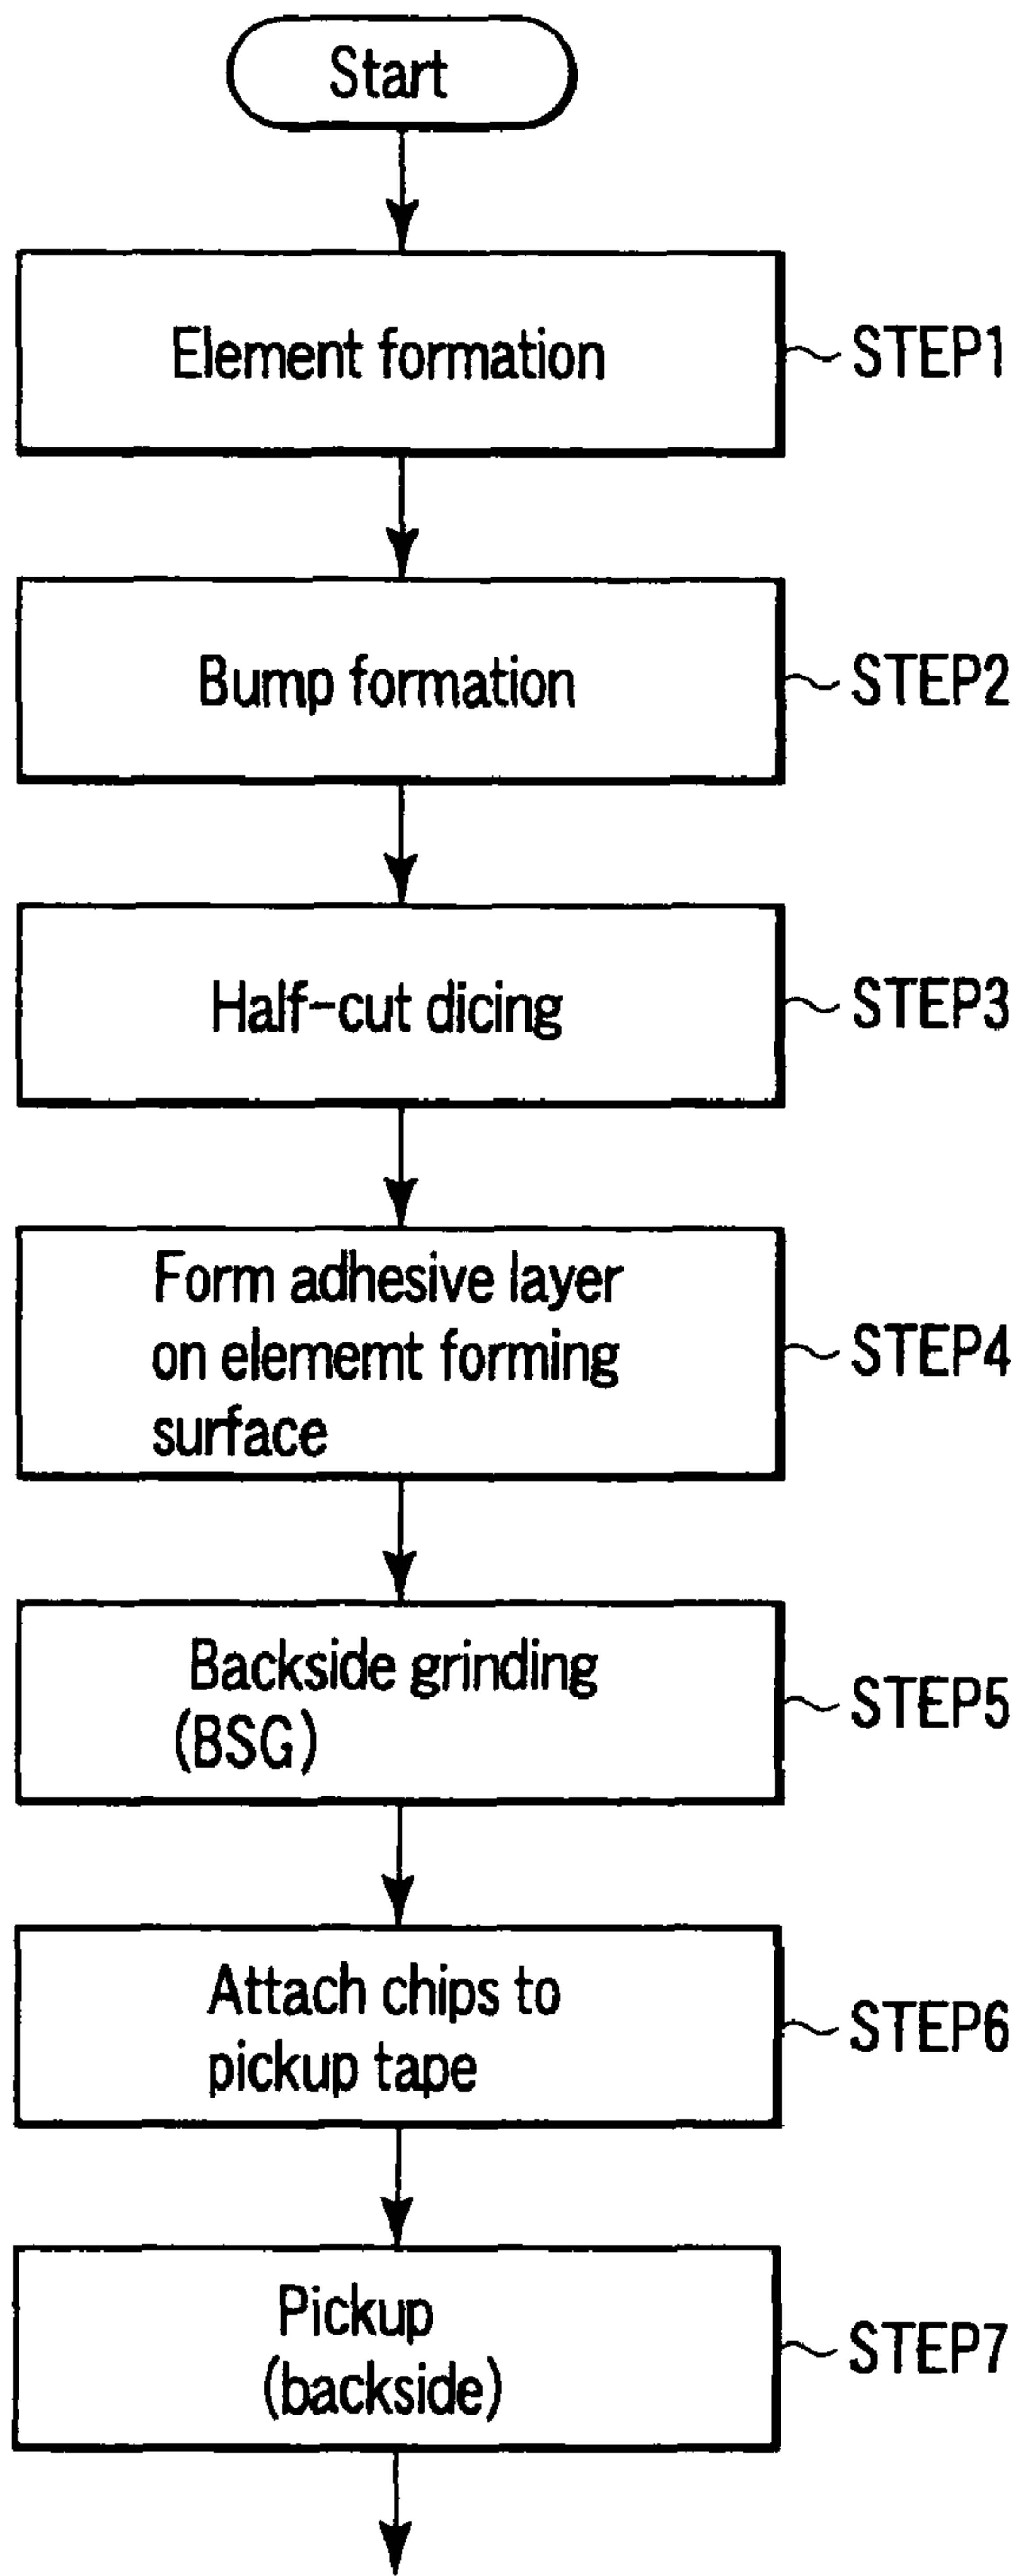 Start
Element formation
STEP1
Bump formation
STEP2
Half-cut dicing
STEP3
Form adhesive layer
on elememt forming
surface
STEP4
Backside grinding
(BSG)
STEP5
Attach chips to
pickup tape
STEP6
Pickup
(backside)
STEP7